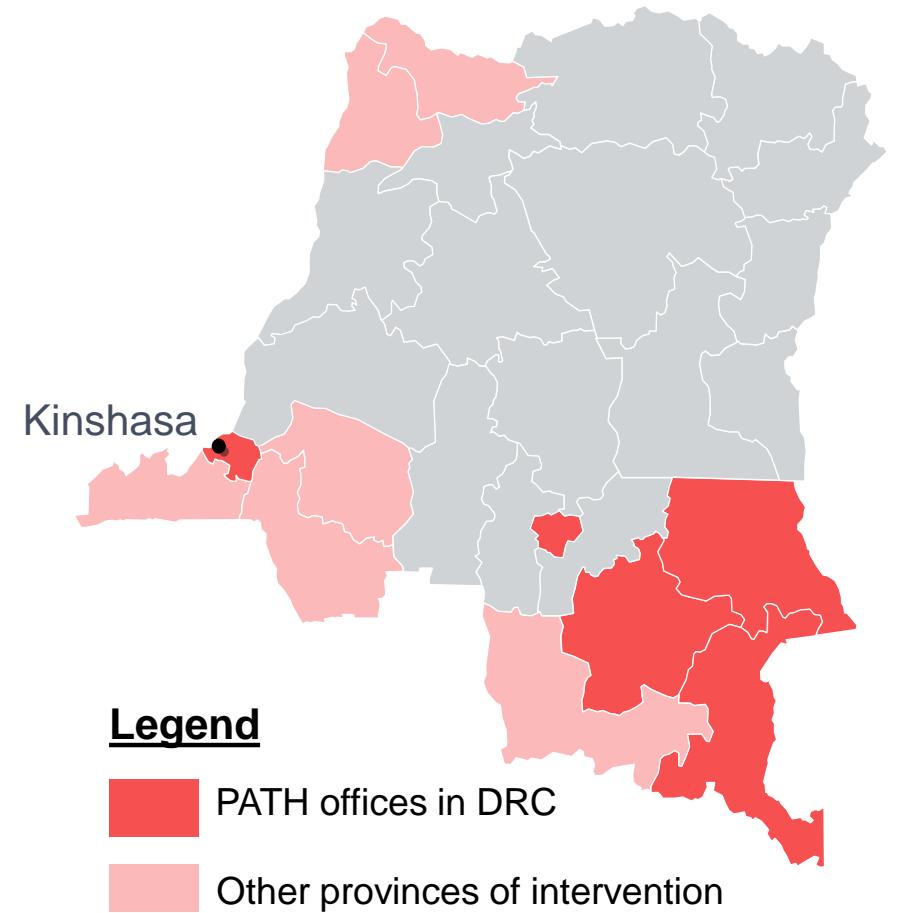 Kinshasa
Legend
PATH offices in DRC
Other provinces of intervention